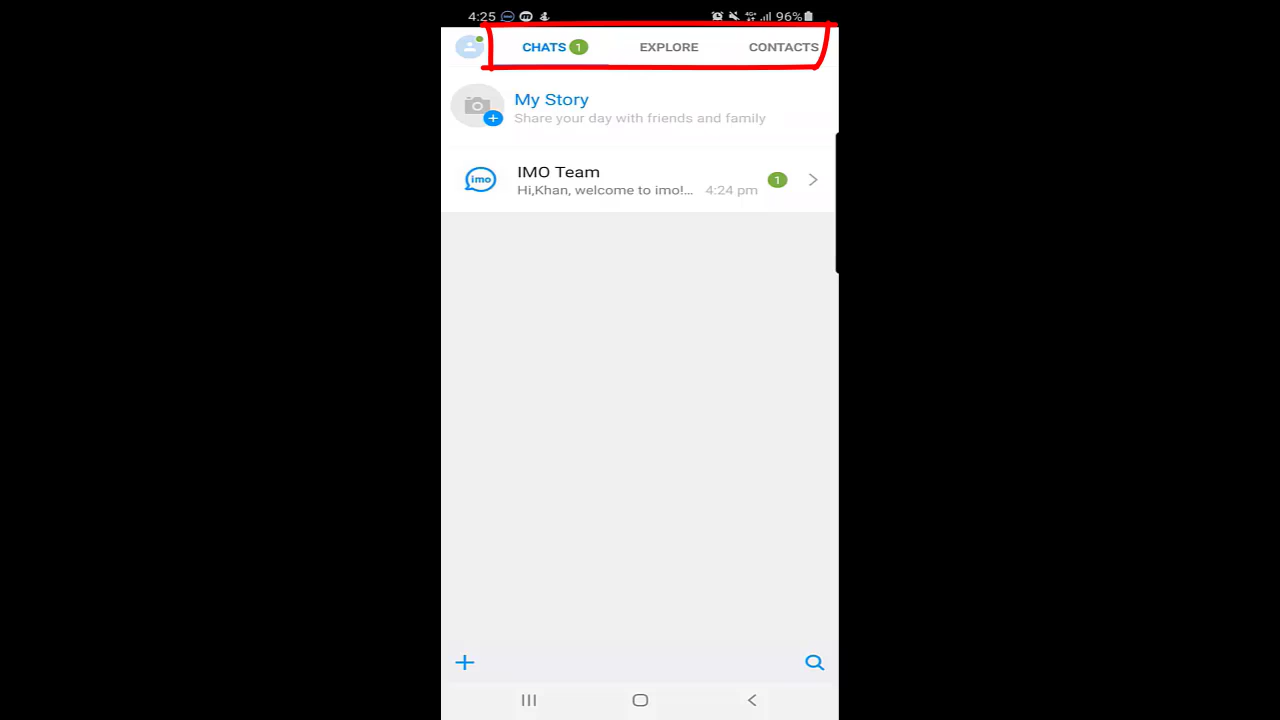 4:25 96%
CHATS 1 EXPLORE CONTACTS
My Story
Share your day with friends and family
imo IMO Team
Hi,Khan, welcome to imo!... 4:24 pm 1